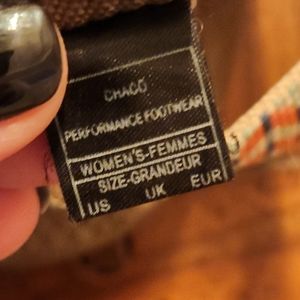 CHACO
PERFORMANCE FOOTWEAR
WOMEN'S-FEMMES
SIZE-GRANDEUR
US UK EUR